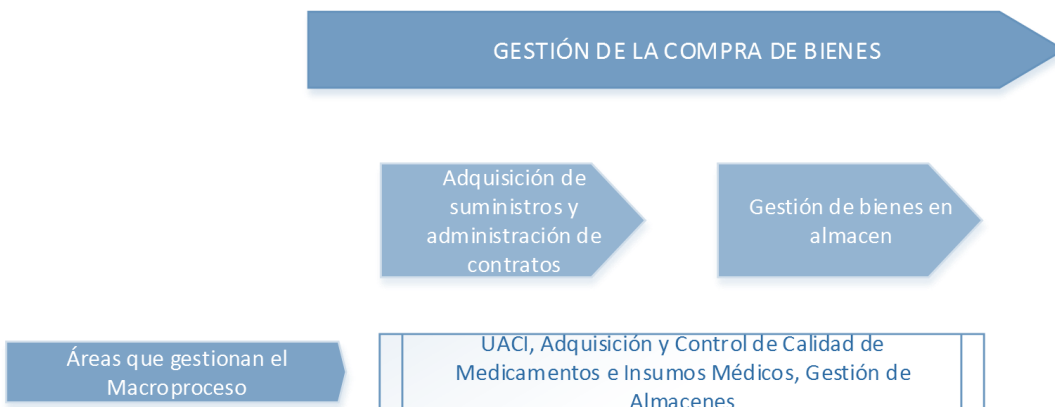 GESTIÓN DE LA COMPRA DE BIENES
Adquisición de
suministros y
administración de
contratos
Gestión de bienes en
almacen
Áreas que gestionan el
Macroproceso
UACI, Adquisición y Control de Calidad de
Medicamentos e Insumos Médicos, Gestión de
Almacenes